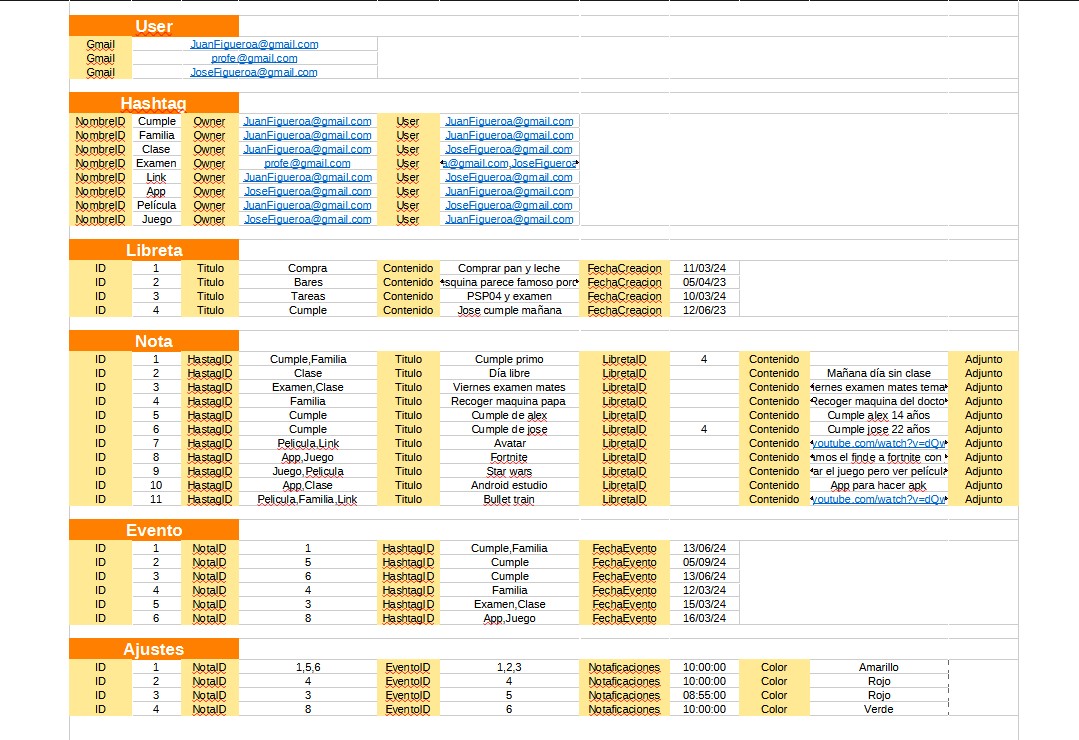 User
Gmail JuanFigueroa@gmail.com
Gmail profe@gmail.com
Gmail JoseFigueroa@gmail.com
Hashtag
NombreID Cumple Owner JuanFigueroa@gmail.com User JuanFigueroa@gmail.com
NombreID Familia Owner JuanFigueroa@gmail.com User JuanFigueroa@gmail.com
NombreID Clase Owner JuanFigueroa@gmail.com User JoseFigueroa@gmail.com
NombreID Examen Owner profe@gmail.com User a@gmail.com,JoseFigueroa
NombreID Link Owner JuanFigueroa@gmail.com User JoseFigueroa@gmail.com
NombreID App Owner JoseFigueroa@gmail.com User JuanFigueroa@gmail.com
NombreID Película Owner JuanFigueroa@gmail.com User JoseFigueroa@gmail.com
NombreID Juego Owner JoseFigueroa@gmail.com User JuanFigueroa@gmail.com
Libreta
ID 1 Titulo Compra Contenido Comprar pan y leche FechaCreacion 11/03/24
ID 2 Titulo Bares Contenido esquina parece famoso porq FechaCreacion 05/04/23
ID 3 Titulo Tareas Contenido PSP04 y examen FechaCreacion 10/03/24
ID 4 Titulo Cumple Contenido Jose cumple mañana FechaCreacion 12/06/23
Nota
ID 1 HastagID Cumple,Familia Titulo Cumple primo LibretaID 4 Contenido Adjunto
ID 2 HastagID Clase Titulo Día libre LibretaID Contenido Mañana día sin clase Adjunto
ID 3 HastagID Examen,Clase Titulo Viernes examen mates LibretaID Contenido iernes examen mates tema Adjunto
ID 4 HastagID Familia Titulo Recoger maquina papa LibretaID Contenido Recoger maquina del docto Adjunto
ID 5 HastagID Cumple Titulo Cumple de alex LibretaID Contenido Cumple alex 14 años Adjunto
ID 6 HastagID Cumple Titulo Cumple de jose LibretaID 4 Contenido Cumple jose 22 años Adjunto
ID 7 HastagID Pelicula,Link Titulo Avatar LibretaID Contenido youtube.com/watch?v=dQw Adjunto
ID 8 HastagID App,Juego Titulo Fortnite LibretaID Contenido amos el finde a fortnite con Adjunto
ID 9 HastagID Juego,Pelicula Titulo Star wars LibretaID Contenido ar el juego pero ver películ Adjunto
ID 10 HastagID App,Clase Titulo Android estudio LibretaID Contenido App para hacer apk Adjunto
ID 11 HastagID Pelicula,Familia,Link Titulo Bullet train LibretaID Contenido youtube.com/watch?v=dQw Adjunto
Evento
ID 1 NotaID 1 HashtagID Cumple,Familia FechaEvento 13/06/24
ID 2 NotaID 5 HashtagID Cumple FechaEvento 05/09/24
ID 3 NotaID 6 HashtagID Cumple FechaEvento 13/06/24
ID 4 NotaID 4 HashtagID Familia FechaEvento 12/03/24
ID 5 NotaID 3 HashtagID Examen,Clase FechaEvento 15/03/24
ID 6 NotaID 8 HashtagID App,Juego FechaEvento 16/03/24
Ajustes
ID 1 NotaID 1,5,6 EventoID 1,2,3 Notaficaciones 10:00:00 Color Amarillo
ID 2 NotaID 4 EventoID 4 Notaficaciones 10:00:00 Color Rojo
ID 3 NotaID 3 EventoID 5 Notaficaciones 08:55:00 Color Rojo
ID 4 NotaID 8 EventoID 6 Notaficaciones 10:00:00 Color Verde